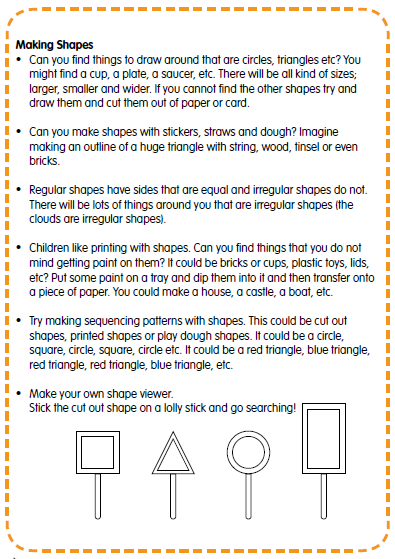 Making Shapes
• Can you find things to draw around that are circles, triangles etc? You
might find a cup, a plate, a saucer, etc. There will be all kind of sizes;
larger, smaller and wider. If you cannot find the other shapes try and
draw them and cut them out of paper or card.
• Can you make shapes with stickers, straws and dough? Imagine
making an outline of a huge triangle with string, wood, tinsel or even
bricks.
• Regular shapes have sides that are equal and irregular shapes do not.
There will be lots of things around you that are irregular shapes (the
clouds are irregular shapes).
• Children like printing with shapes. Can you find things that you do not
mind getting paint on them? It could be bricks or cups, plastic toys, lids,
etc? Put some paint on a tray and dip them into it and then transfer onto
a piece of paper. You could make a house, a castle, a boat, etc.
• Try making sequencing patterns with shapes. This could be cut out
shapes, printed shapes or play dough shapes. It could be a circle,
square, circle, square, circle etc. It could be a red triangle, blue triangle,
red triangle, red triangle, blue triangle, etc.
• Make your own shape viewer.
Stick the cut out shape on a lolly stick and go searching!